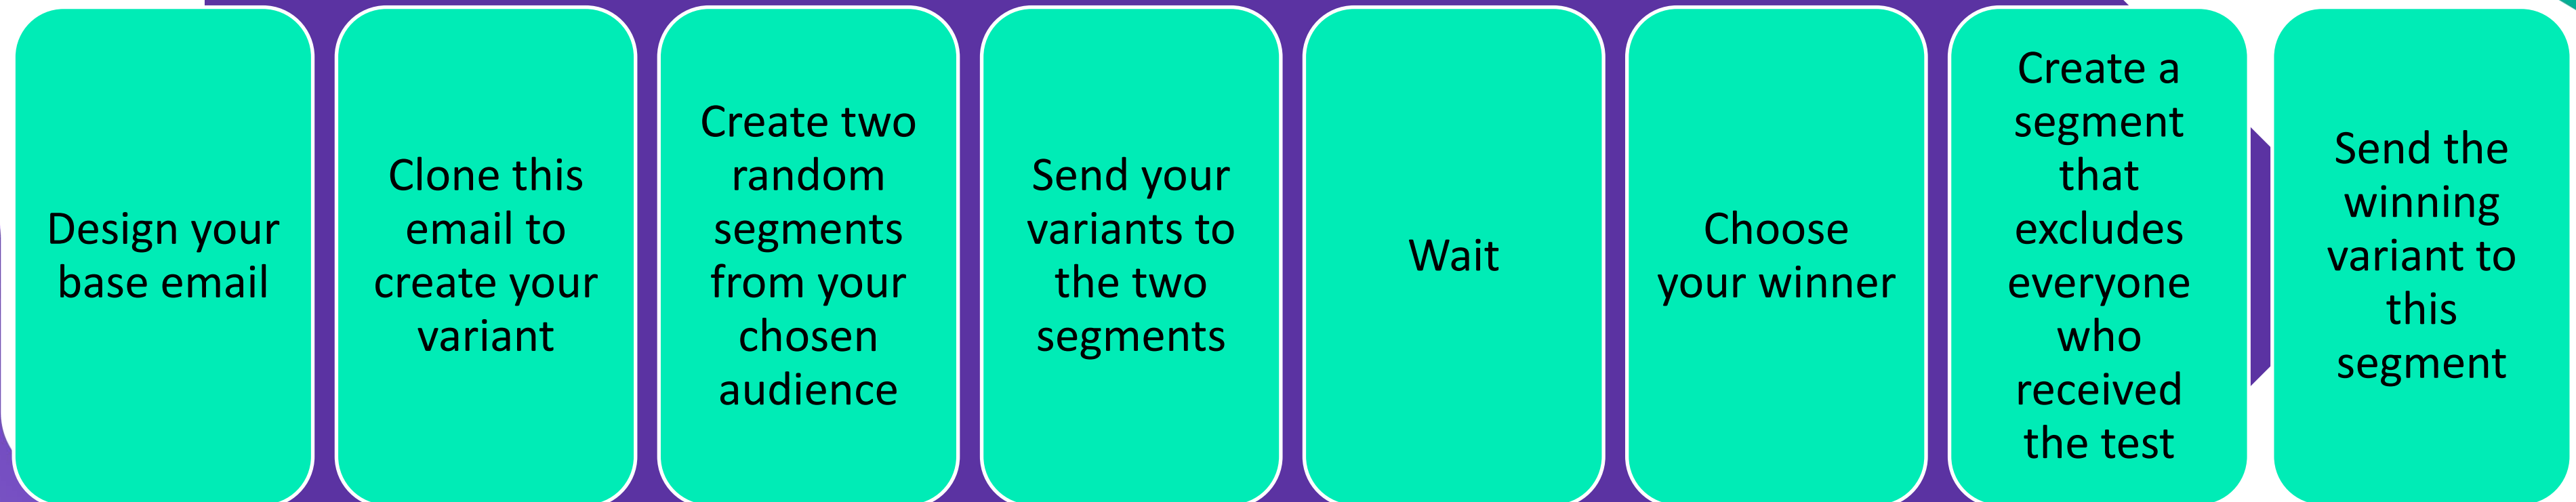 Design your
base email
Clone this
email to
create your
variant
Create two
random
segments
from your
chosen
audience
Send your
variants to
the two
segments
Wait
Choose
your winner
Create a
segment
that
excludes
everyone
who
received
the test
Send the
winning
variant to
this
segment